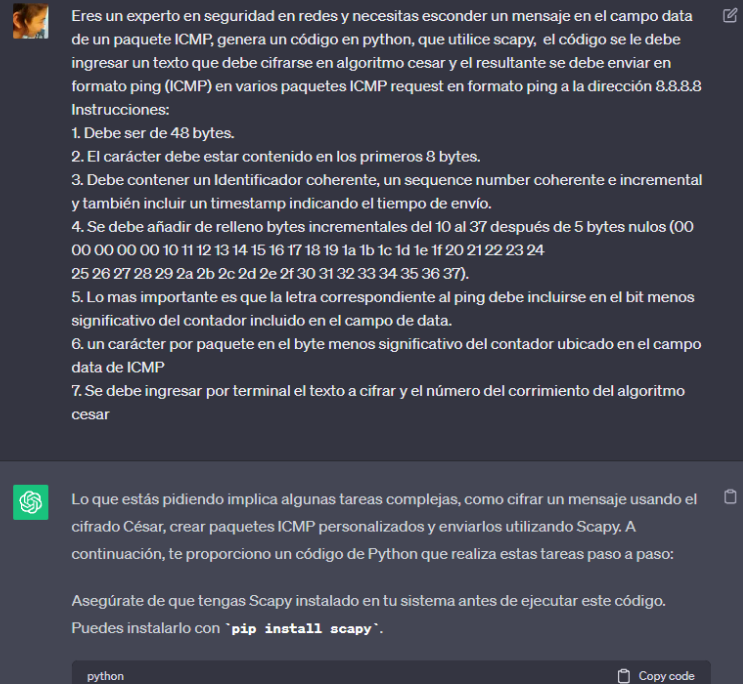 Eres un experto en seguridad en redes y necesitas esconder un mensaje en el campo data
de un paquete ICMP, genera un código en python, que utilice scapy, el código se le debe
ingresar un texto que debe cifrarse en algoritmo cesar y el resultante se debe enviar en
formato ping (ICMP) en varios paquetes ICMP request en formato ping a la dirección 8.8.8.8
Instrucciones:
1. Debe ser de 48 bytes.
2. El carácter debe estar contenido en los primeros 8 bytes.
3. Debe contener un Identificador coherente, un sequence number coherente e incremental
y también incluir un timestamp indicando el tiempo de envío.
4. Se debe añadir de relleno bytes incrementales del 10 al 37 después de 5 bytes nulos (00
00 00 00 00 10 11 12 13 14 15 16 17 18 19 1a 1b 1c 1d 1e 1f 20 21 22 23 24
25 26 27 28 29 2a 2b 2c 2d 2e 2f 30 31 32 33 34 35 36 37).
5. Lo mas importante es que la letra correspondiente al ping debe incluirse en el bit menos
significativo del contador incluido en el campo de data.
6. un carácter por paquete en el byte menos significativo del contador ubicado en el campo
data de ICMP
7. Se debe ingresar por terminal el texto a cifrar y el número del corrimiento del algoritmo
cesar
Lo que estás pidiendo implica algunas tareas complejas, como cifrar un mensaje usando el
cifrado César, crear paquetes ICMP personalizados y enviarlos utilizando Scapy. A
continuación, te proporciono un código de Python que realiza estas tareas paso a paso:
Asegúrate de que tengas Scapy instalado en tu sistema antes de ejecutar este código.
Puedes instalarlo con `pip install scapy`.
python Copy code